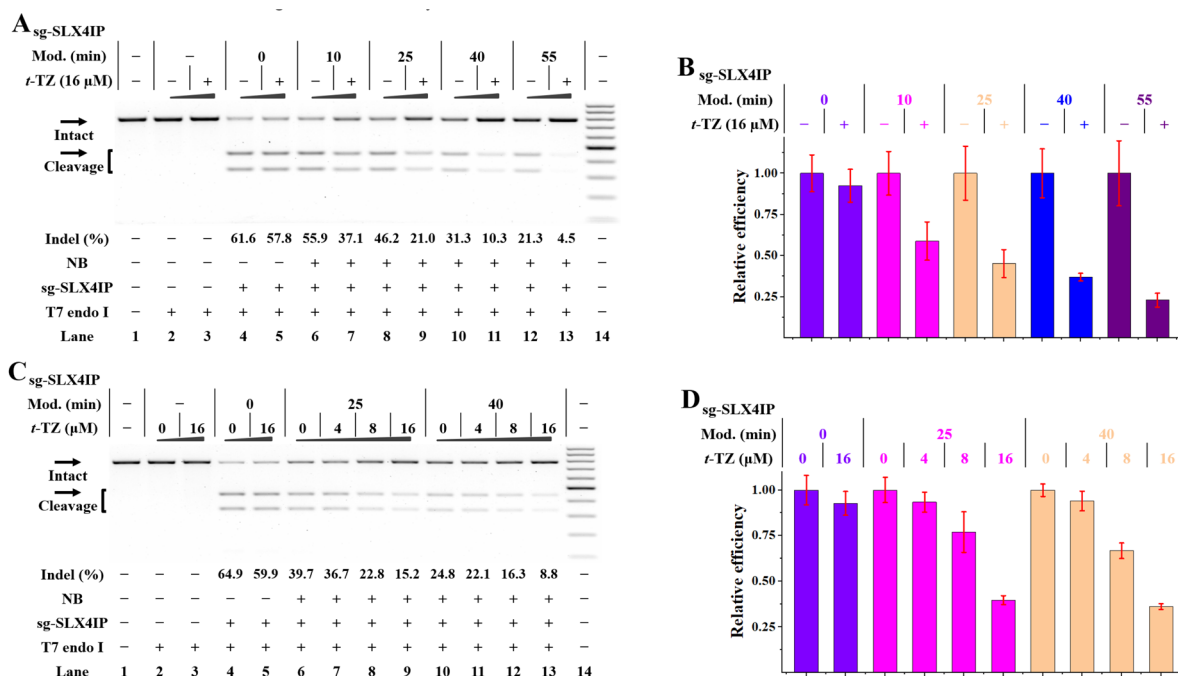 A sg-SLX4IP
Mod. (min) – – 0 10 25 40 55 –
t-TZ (16 μM) – – + – + – + – + – + – + –
Intact
Cleavage
Indel (%) – – – 61.6 57.8 55.9 37.1 46.2 21.0 31.3 10.3 21.3 4.5 –
NB – – – – – + + + + + + + + –
sg-SLX4IP – – – + + + + + + + + + + –
T7 endo I – + + + + + + + + + + + + –
Lane 1 2 3 4 5 6 7 8 9 10 11 12 13 14
B sg-SLX4IP
Mod. (min) 0 10 25 40 55
t-TZ (16 μM) – + – + – + – + – +
1.00
0.75
0.50
0.25
Relative efficiency
C sg-SLX4IP
Mod. (min) – – 0 25 40 –
t-TZ (μM) – 0 16 0 16 0 4 8 16 0 4 8 16 –
Intact
Cleavage
Indel (%) – – – 64.9 59.9 39.7 36.7 22.8 15.2 24.8 22.1 16.3 8.8 –
NB – – – – – + + + + + + + + –
sg-SLX4IP – – – + + + + + + + + + + –
T7 endo I – + + + + + + + + + + + + –
Lane 1 2 3 4 5 6 7 8 9 10 11 12 13 14
D sg-SLX4IP
Mod. (min) 0 25 40
t-TZ (μM) 0 16 0 4 8 16 0 4 8 16
1.00
0.75
0.50
0.25
Relative efficiency